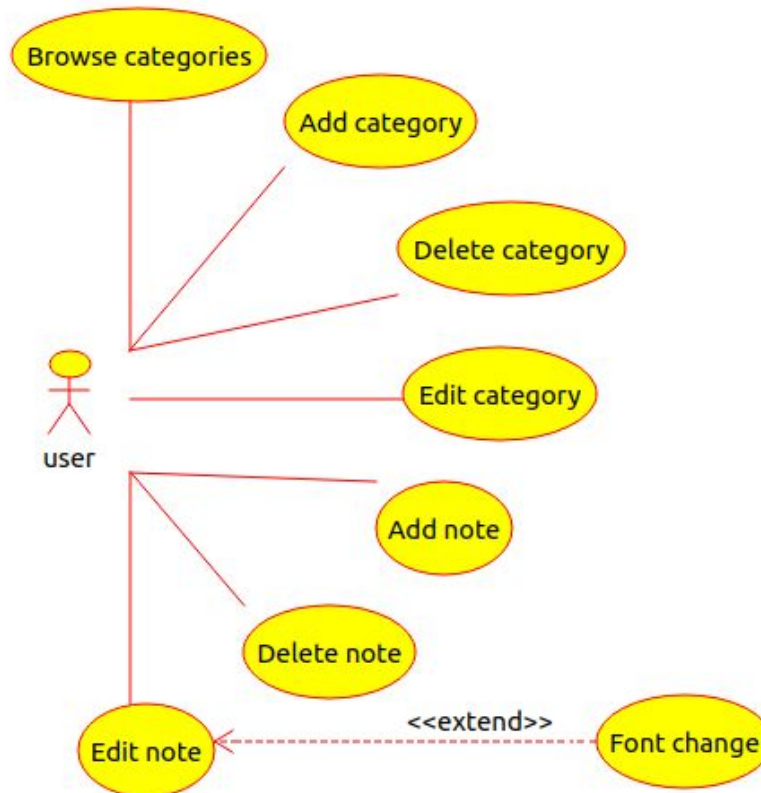 Browse categories
Add category
Delete category
Edit category
user
Add note
Delete note
<<extend>>
Edit note
Font change